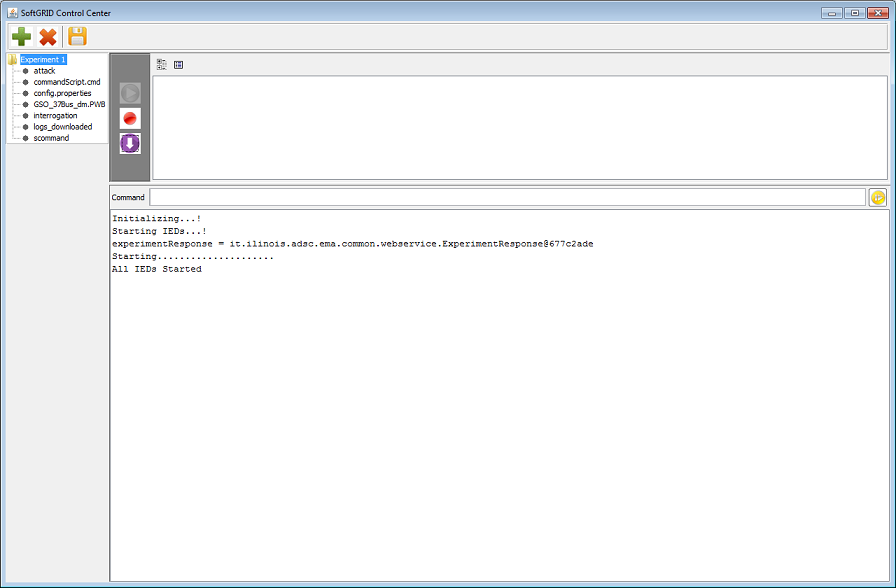 SoftGRID Control Center
Experiment 1
attack
commandScript.cmd
config.properties
GSO_37Bus_dm.PWB
interrogation
logs_downloaded
scommand
Command
Initializing...!
Starting IEDs...!
experimentResponse = it.ilinois.adsc.ema.common.webservice.ExperimentResponse@677c2ade
Starting.....................
All IEDs Started